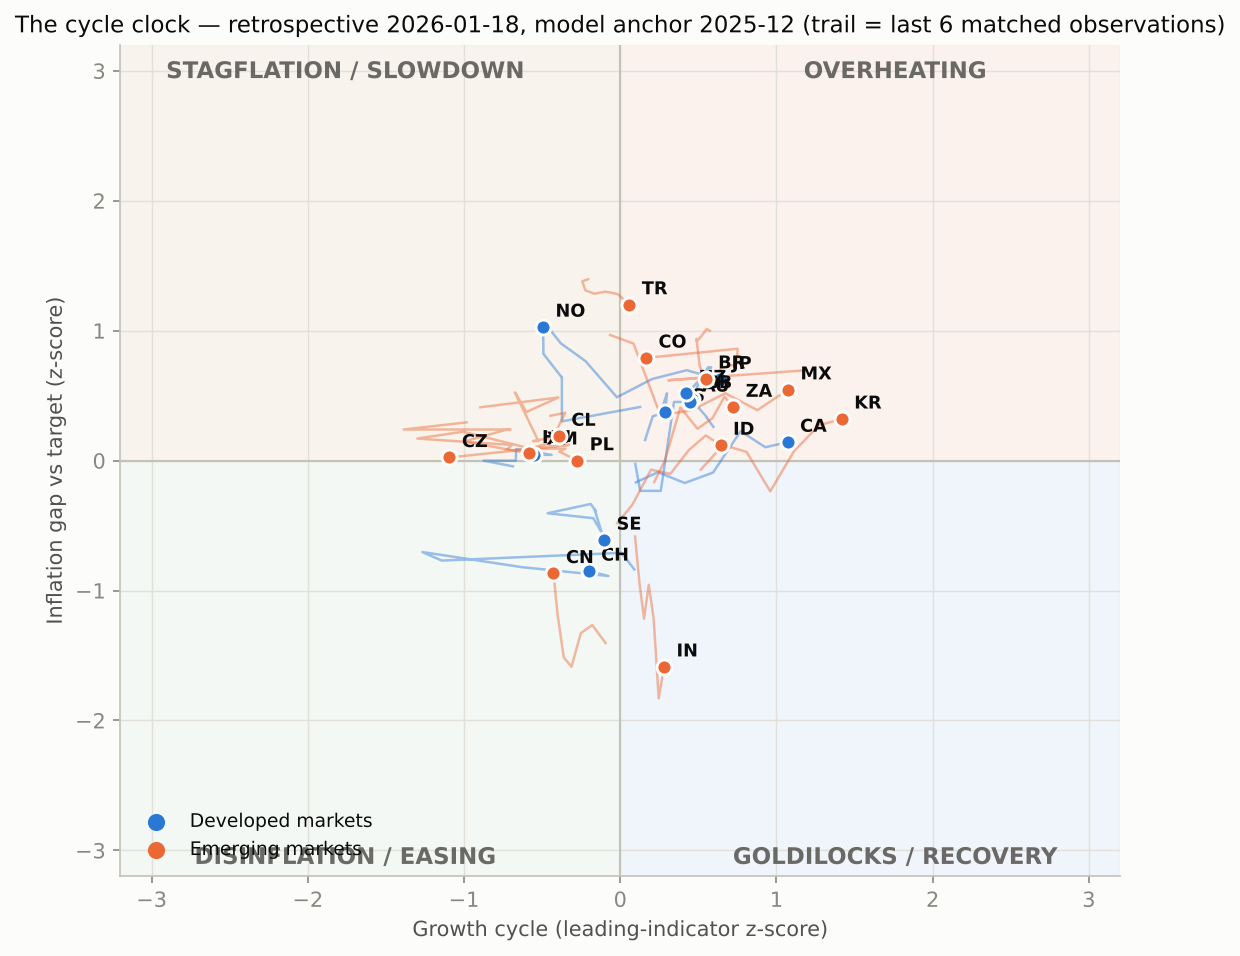 The cycle clock — retrospective 2026-01-18, model anchor 2025-12 (trail = last 6 matched observations)
STAGFLATION / SLOWDOWN
OVERHEATING
3
2
1
0
−1
−2
−3
Inflation gap vs target (z-score)
TR
NO
CO
BR
JP
MX
ZA
KR
CL
CA
ID
CZ
PL
SE
CN
CH
IN
Developed markets
Emerging markets
DISINFLATION / EASING
GOLDILOCKS / RECOVERY
−3
−2
−1
0
1
2
3
Growth cycle (leading-indicator z-score)